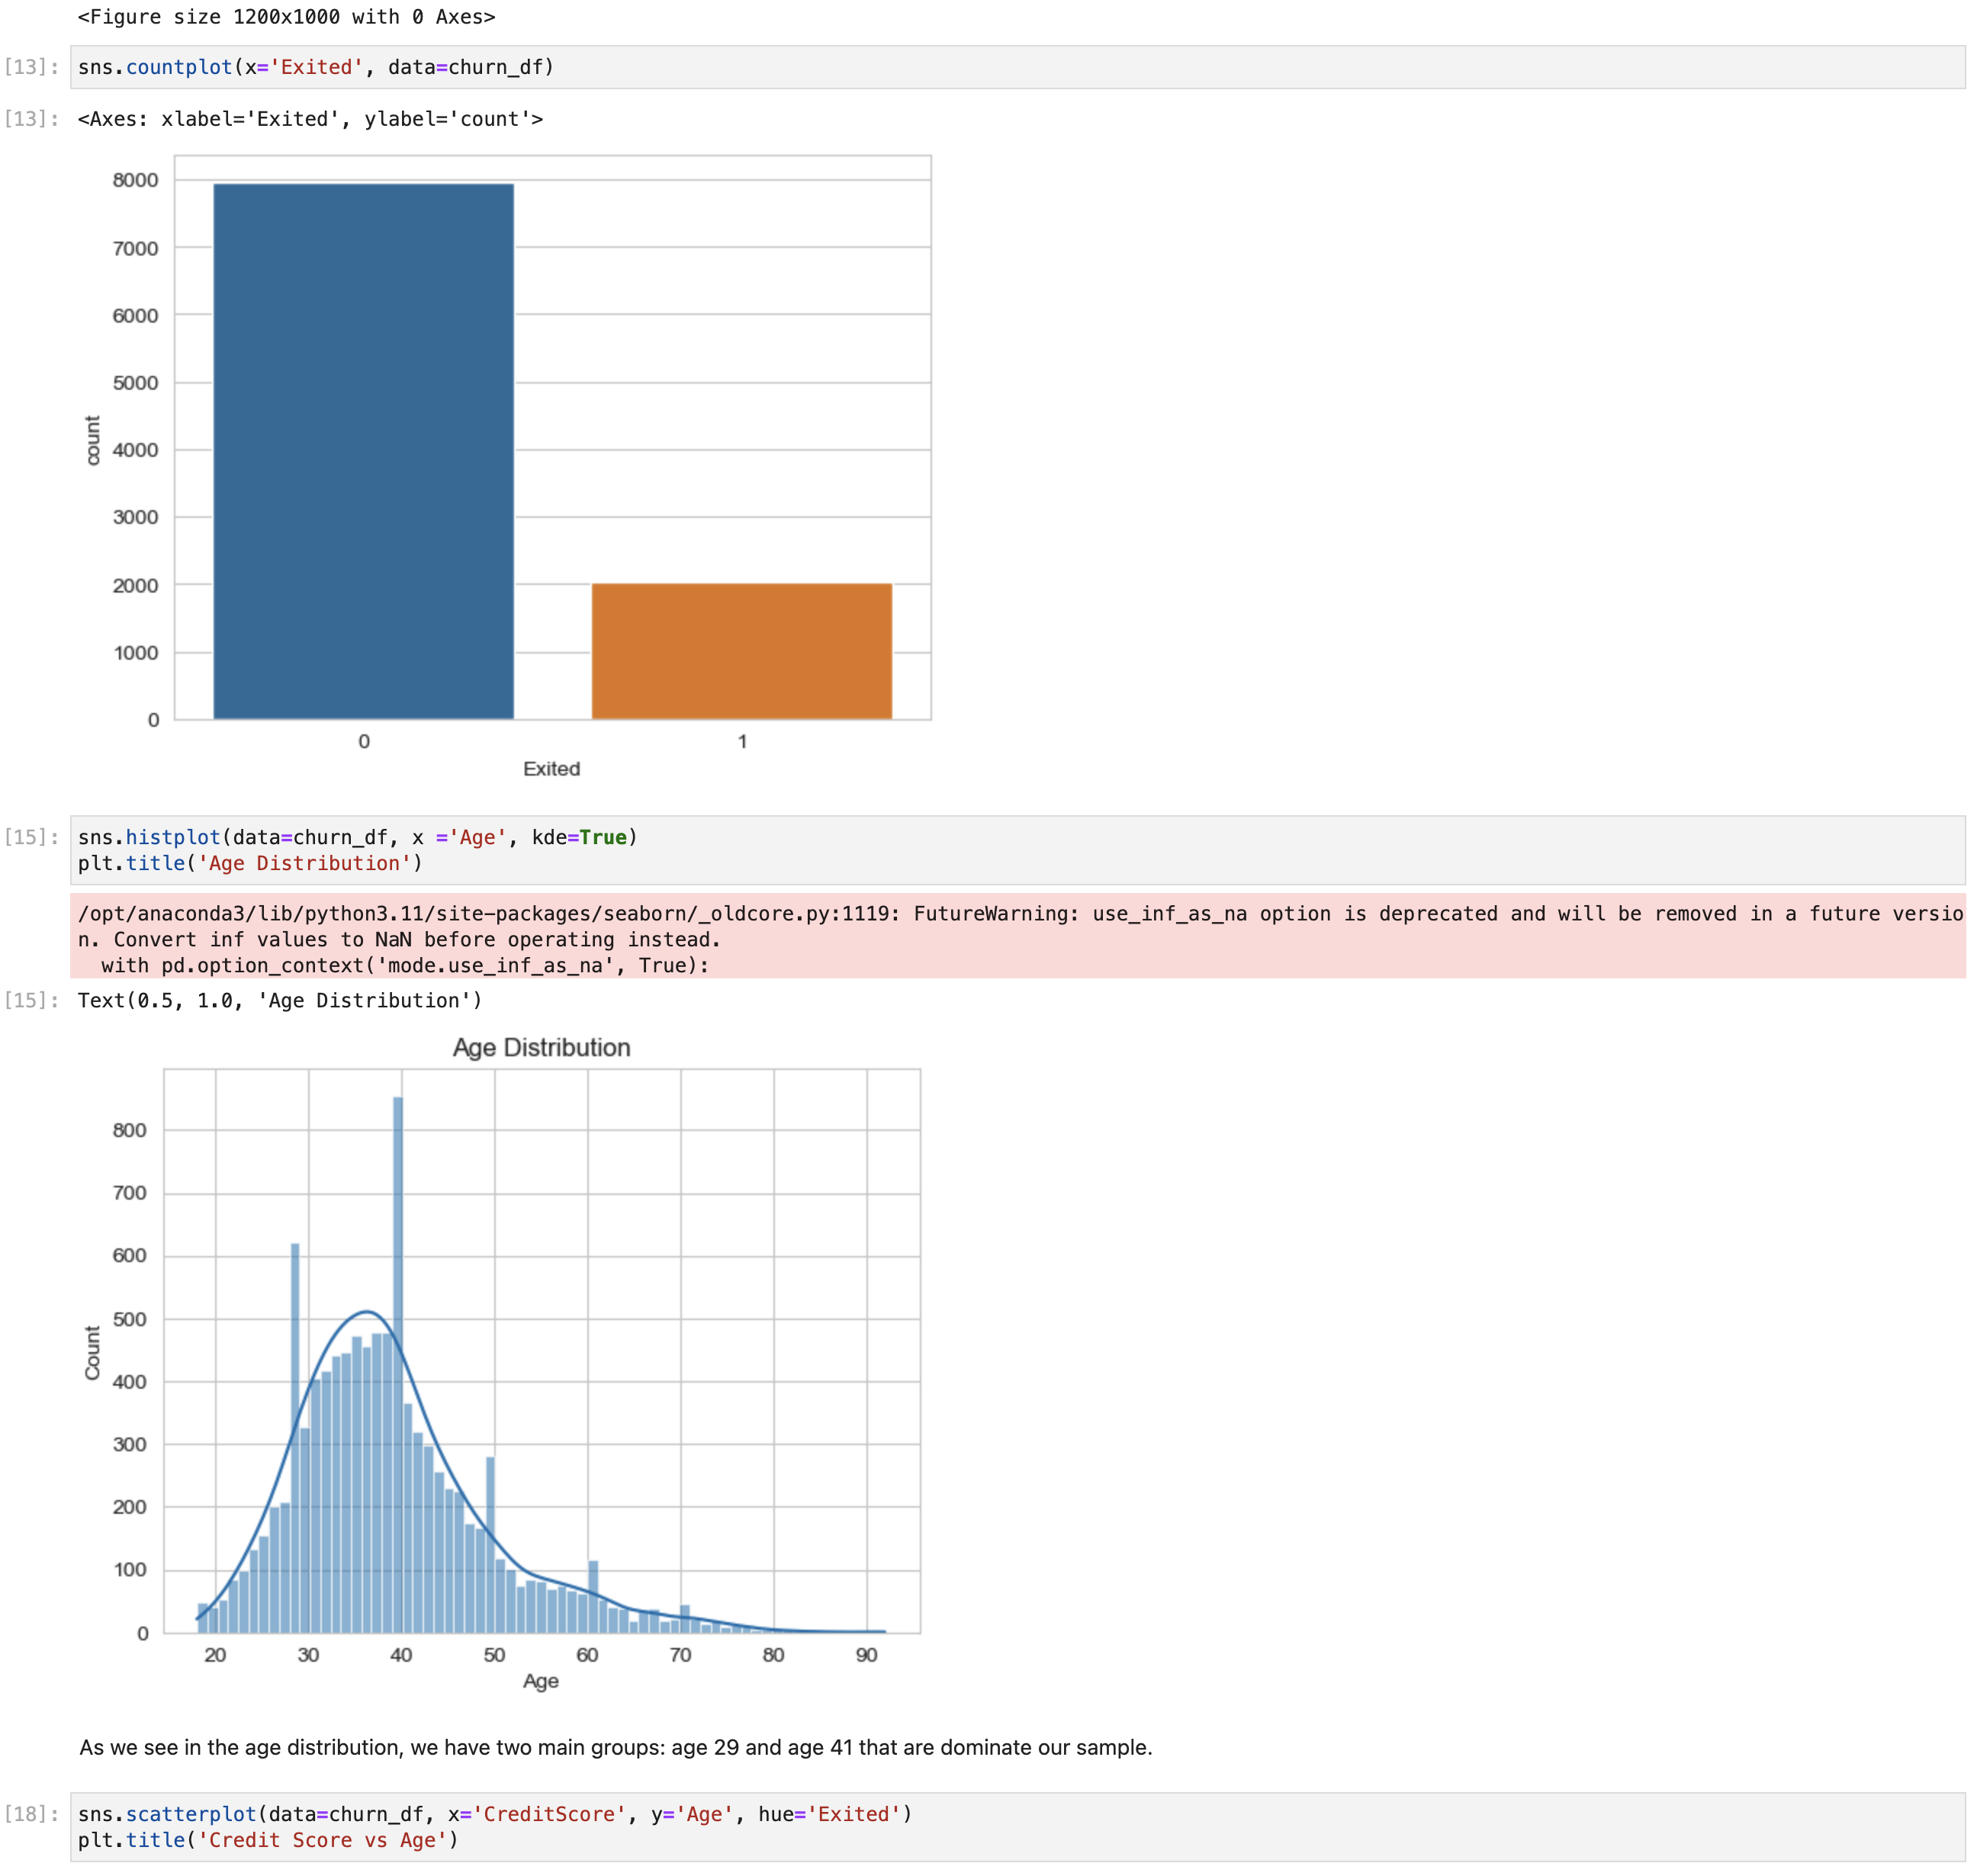 <Figure size 1200x1000 with 0 Axes>
[13]: sns.countplot(x='Exited', data=churn_df)
[13]: <Axes: xlabel='Exited', ylabel='count'>
8000
7000
6000
5000
4000
3000
2000
1000
0
count
0 1
Exited
[15]: sns.histplot(data=churn_df, x ='Age', kde=True)
plt.title('Age Distribution')
/opt/anaconda3/lib/python3.11/site-packages/seaborn/_oldcore.py:1119: FutureWarning: use_inf_as_na option is deprecated and will be removed in a future versio
n. Convert inf values to NaN before operating instead.
  with pd.option_context('mode.use_inf_as_na', True):
[15]: Text(0.5, 1.0, 'Age Distribution')
Age Distribution
800
700
600
500
400
300
200
100
0
Count
20 30 40 50 60 70 80 90
Age
As we see in the age distribution, we have two main groups: age 29 and age 41 that are dominate our sample.
[18]: sns.scatterplot(data=churn_df, x='CreditScore', y='Age', hue='Exited')
plt.title('Credit Score vs Age')